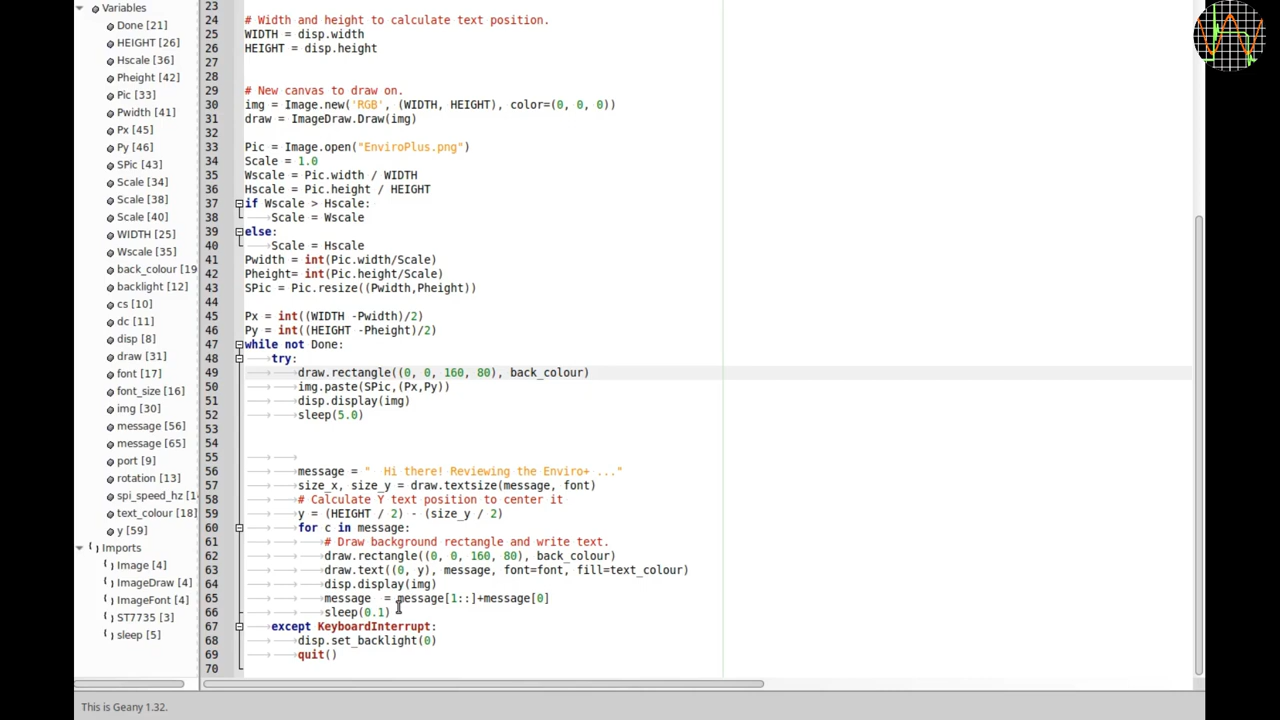 Variables
Done [21]
HEIGHT [26]
Hscale [36]
Pheight [42]
Pic [33]
Pwidth [41]
Px [45]
Py [46]
SPic [43]
Scale [34]
Scale [38]
Scale [40]
WIDTH [25]
Wscale [35]
back_colour [19
backlight [12]
cs [10]
dc [11]
disp [8]
draw [31]
font [17]
font_size [16]
img [30]
message [56]
message [65]
port [9]
rotation [13]
spi_speed_hz [14
text_colour [18]
y [59]
Imports
Image [4]
ImageDraw [4]
ImageFont [4]
ST7735 [3]
sleep [5]
23
24 # Width and height to calculate text position.
25 WIDTH = disp.width
26 HEIGHT = disp.height
27
28
29 # New canvas to draw on.
30 img = Image.new('RGB', (WIDTH, HEIGHT), color=(0, 0, 0))
31 draw = ImageDraw.Draw(img)
32
33 Pic = Image.open("EnviroPlus.png")
34 Scale = 1.0
35 Wscale = Pic.width / WIDTH
36 Hscale = Pic.height / HEIGHT
37 if Wscale > Hscale:
38 Scale = Wscale
39 else:
40 Scale = Hscale
41 Pwidth = int(Pic.width/Scale)
42 Pheight= int(Pic.height/Scale)
43 SPic = Pic.resize((Pwidth,Pheight))
44
45 Px = int((WIDTH -Pwidth)/2)
46 Py = int((HEIGHT -Pheight)/2)
47 while not Done:
48 try:
49 draw.rectangle((0, 0, 160, 80), back_colour)
50 img.paste(SPic,(Px,Py))
51 disp.display(img)
52 sleep(5.0)
53
54
55
56 message = "  Hi there! Reviewing the Enviro+ ..."
57 size_x, size_y = draw.textsize(message, font)
58 # Calculate Y text position to center it
59 y = (HEIGHT / 2) - (size_y / 2)
60 for c in message:
61 # Draw background rectangle and write text.
62 draw.rectangle((0, 0, 160, 80), back_colour)
63 draw.text((0, y), message, font=font, fill=text_colour)
64 disp.display(img)
65 message  = message[1::]+message[0]
66 sleep(0.1)
67 except KeyboardInterrupt:
68 disp.set_backlight(0)
69 quit()
70
This is Geany 1.32.